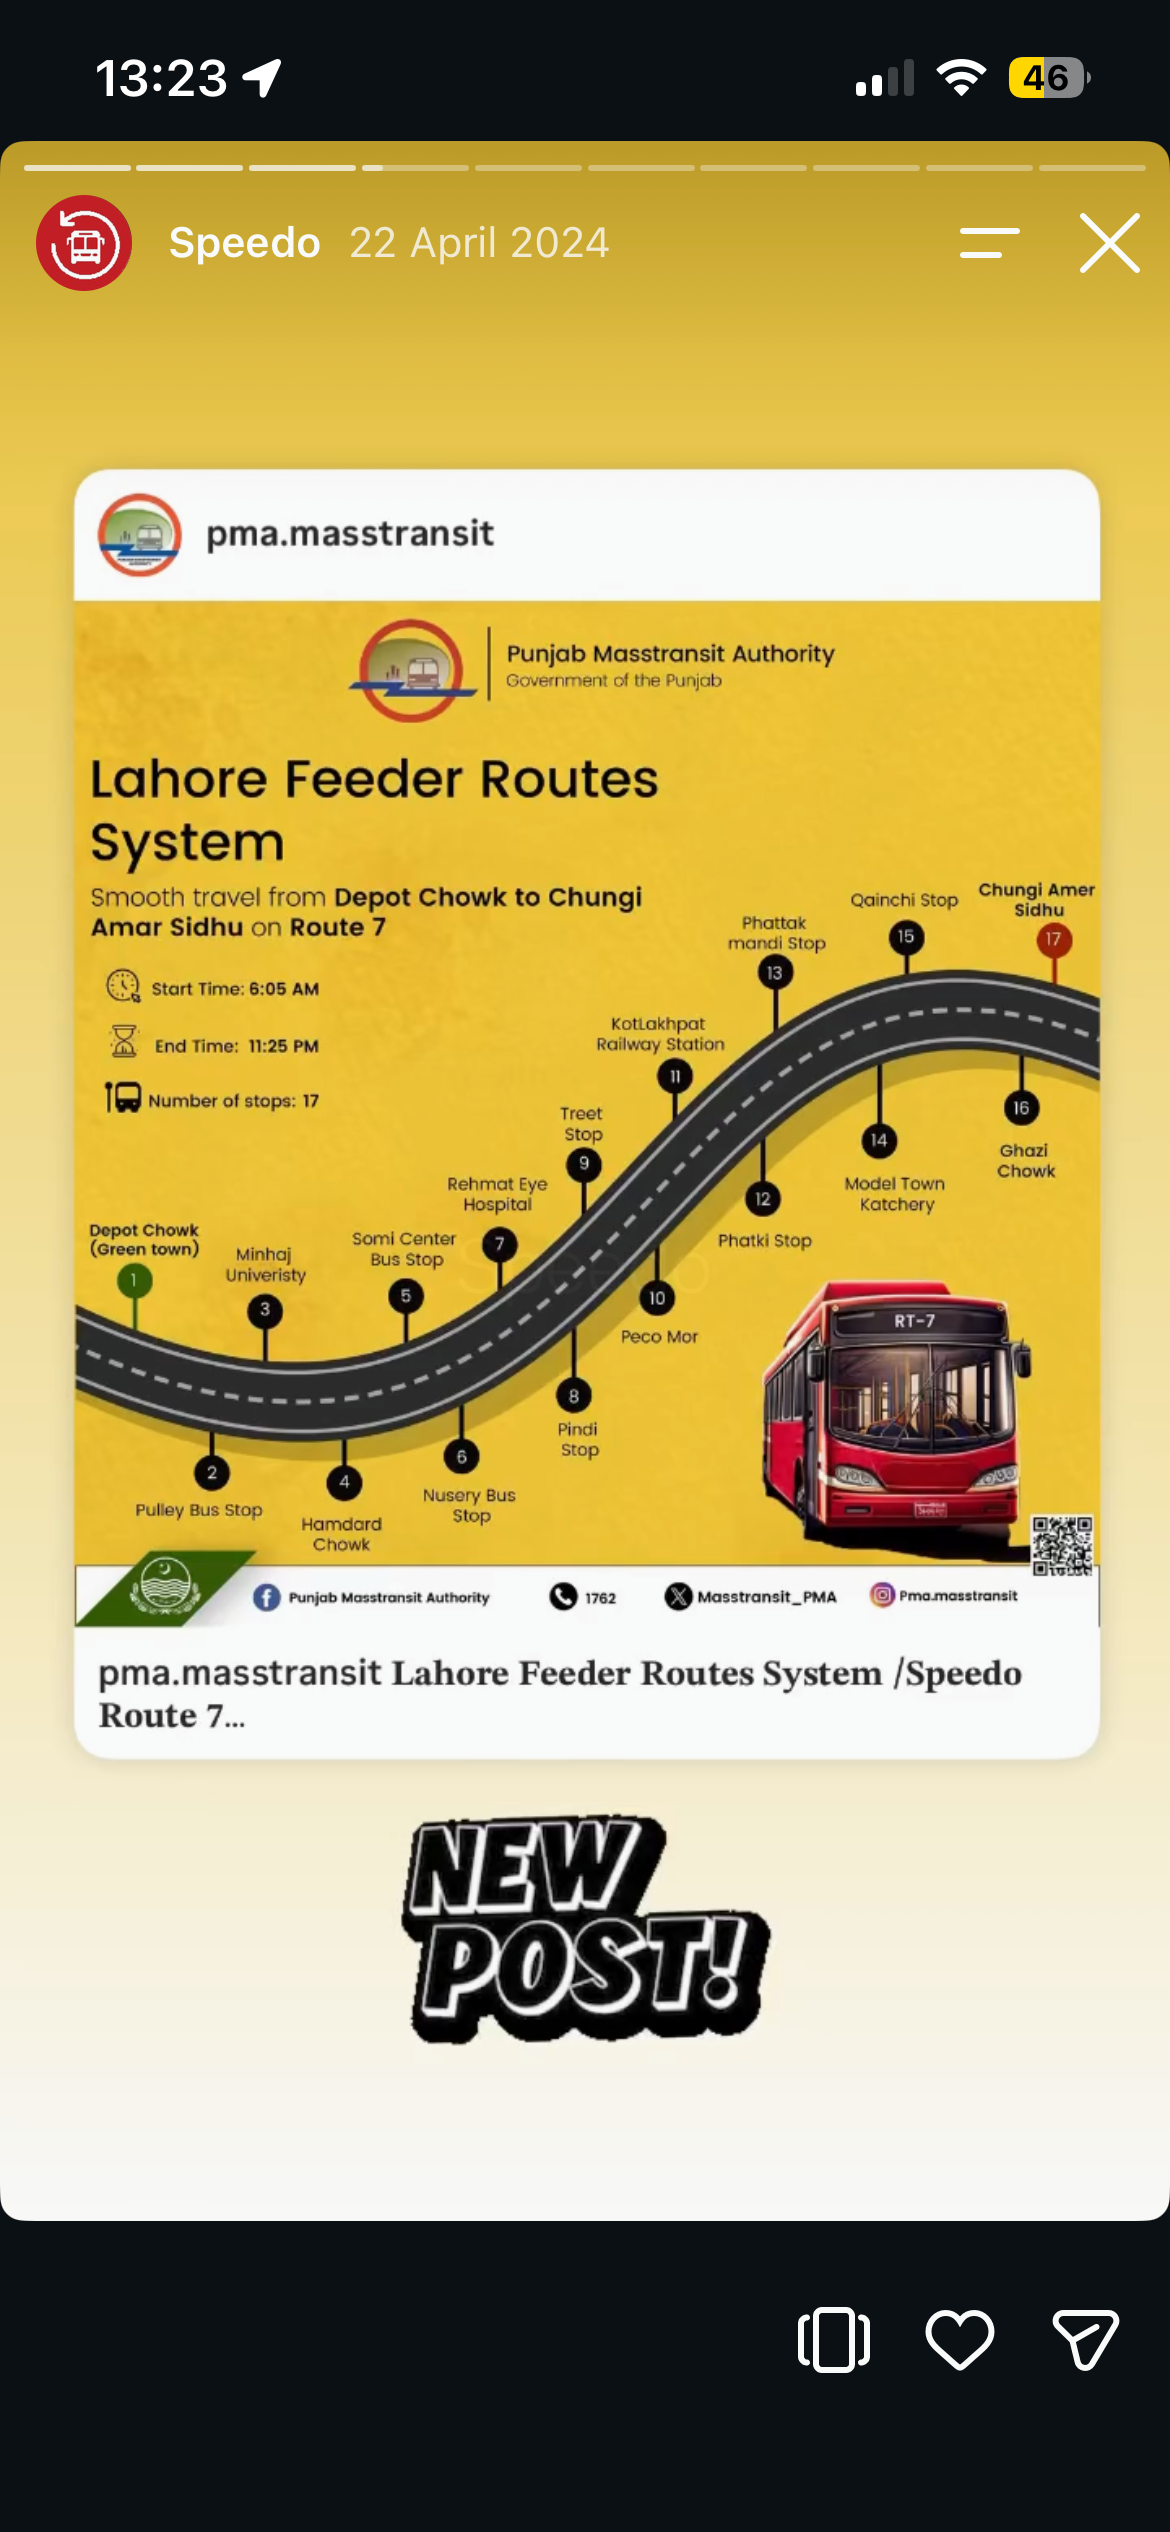 13:23
46
Speedo 22 April 2024
pma.masstransit
Punjab Masstransit Authority
Government of the Punjab
Lahore Feeder Routes
System
Smooth travel from Depot Chowk to Chungi
Amar Sidhu on Route 7
Start Time: 6:05 AM
End Time: 11:25 PM
Number of stops: 17
Depot Chowk
(Green town)
1
2
Pulley Bus Stop
Minhaj
Univeristy
3
4
Hamdard
Chowk
Somi Center
Bus Stop
5
6
Nusery Bus
Stop
Rehmat Eye
Hospital
7
8
Pindi
Stop
Treet
Stop
9
10
Peco Mor
KotLakhpat
Railway Station
11
12
Phatki Stop
Phattak
mandi Stop
13
14
Model Town
Katchery
Qainchi Stop
15
16
Ghazi
Chowk
Chungi Amer
Sidhu
17
Speedo
RT-7
Punjab Masstransit Authority
1762
Masstransit_PMA
Pma.masstransit
pma.masstransit Lahore Feeder Routes System /Speedo
Route 7...
NEW
POST!